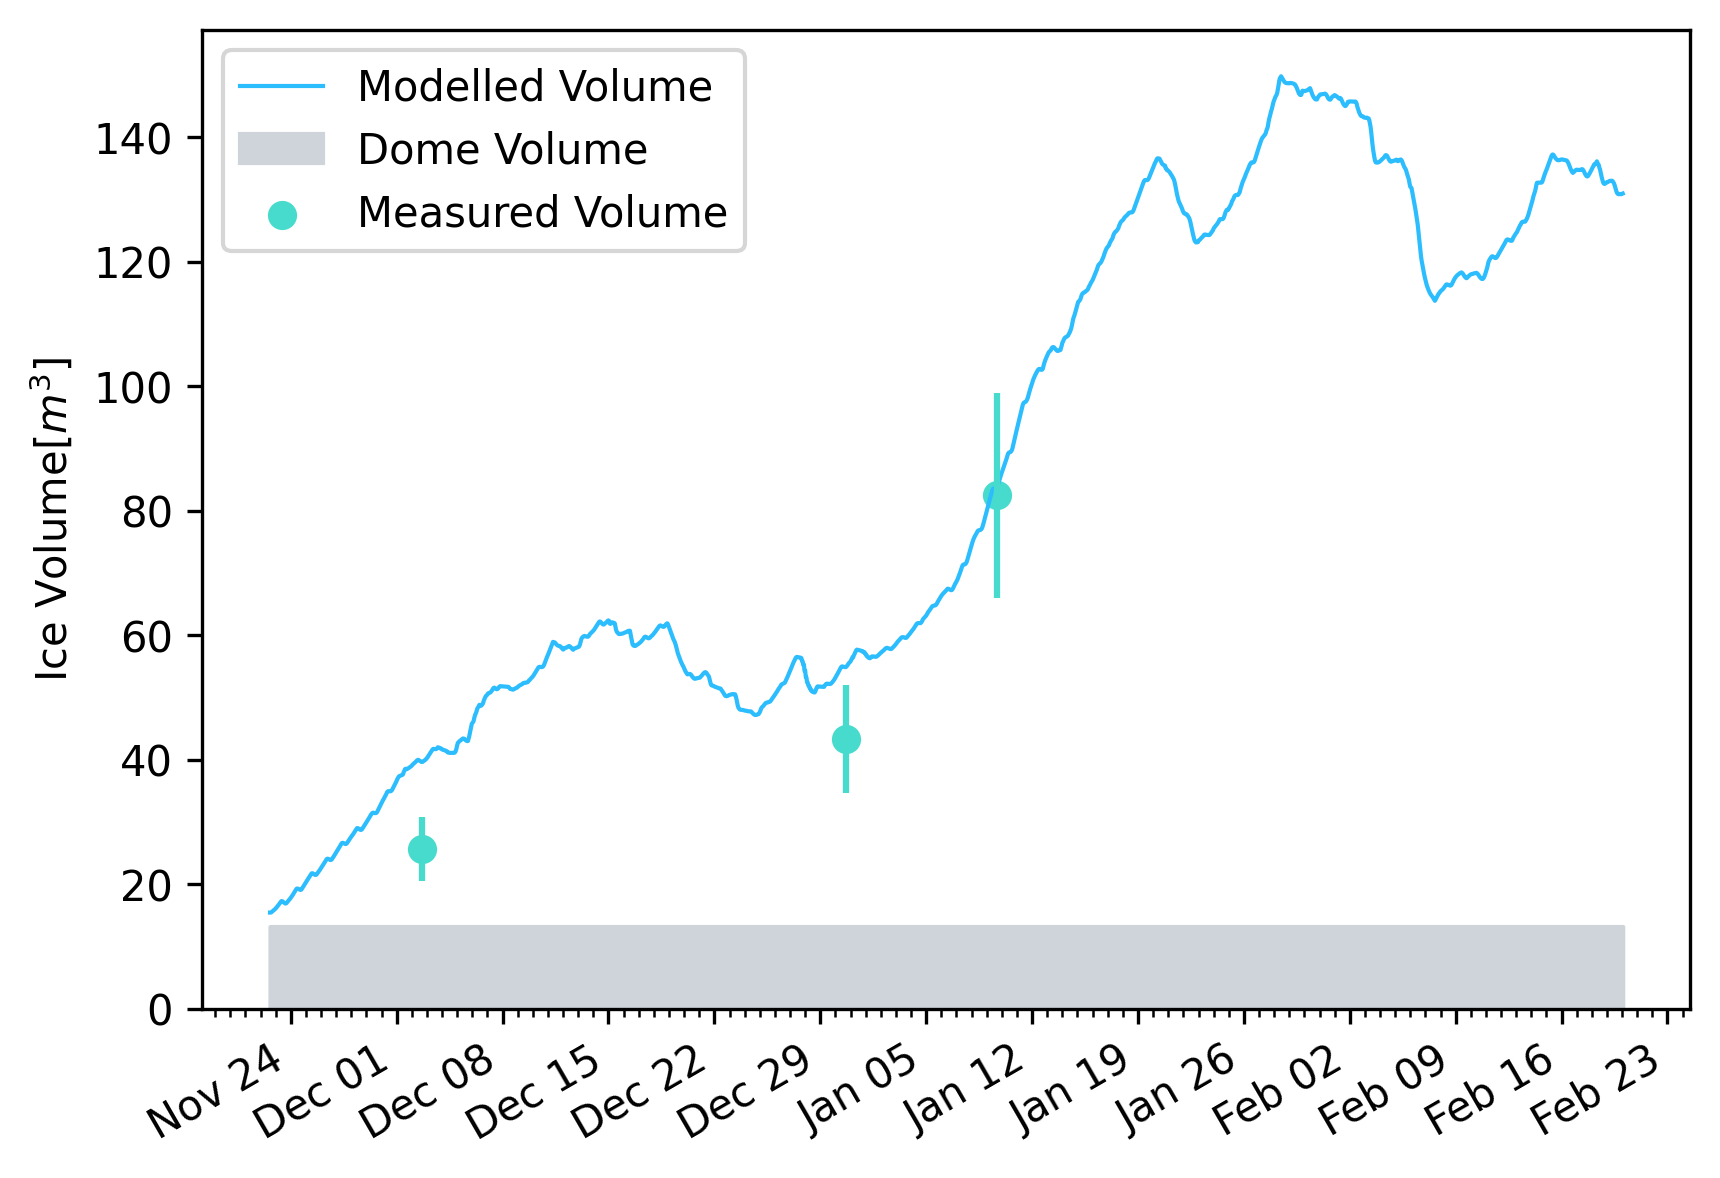 Modelled Volume
Dome Volume
Measured Volume
Ice Volume[m³]
140
120
100
80
60
40
20
0
Nov 24
Dec 01
Dec 08
Dec 15
Dec 22
Dec 29
Jan 05
Jan 12
Jan 19
Jan 26
Feb 02
Feb 09
Feb 16
Feb 23